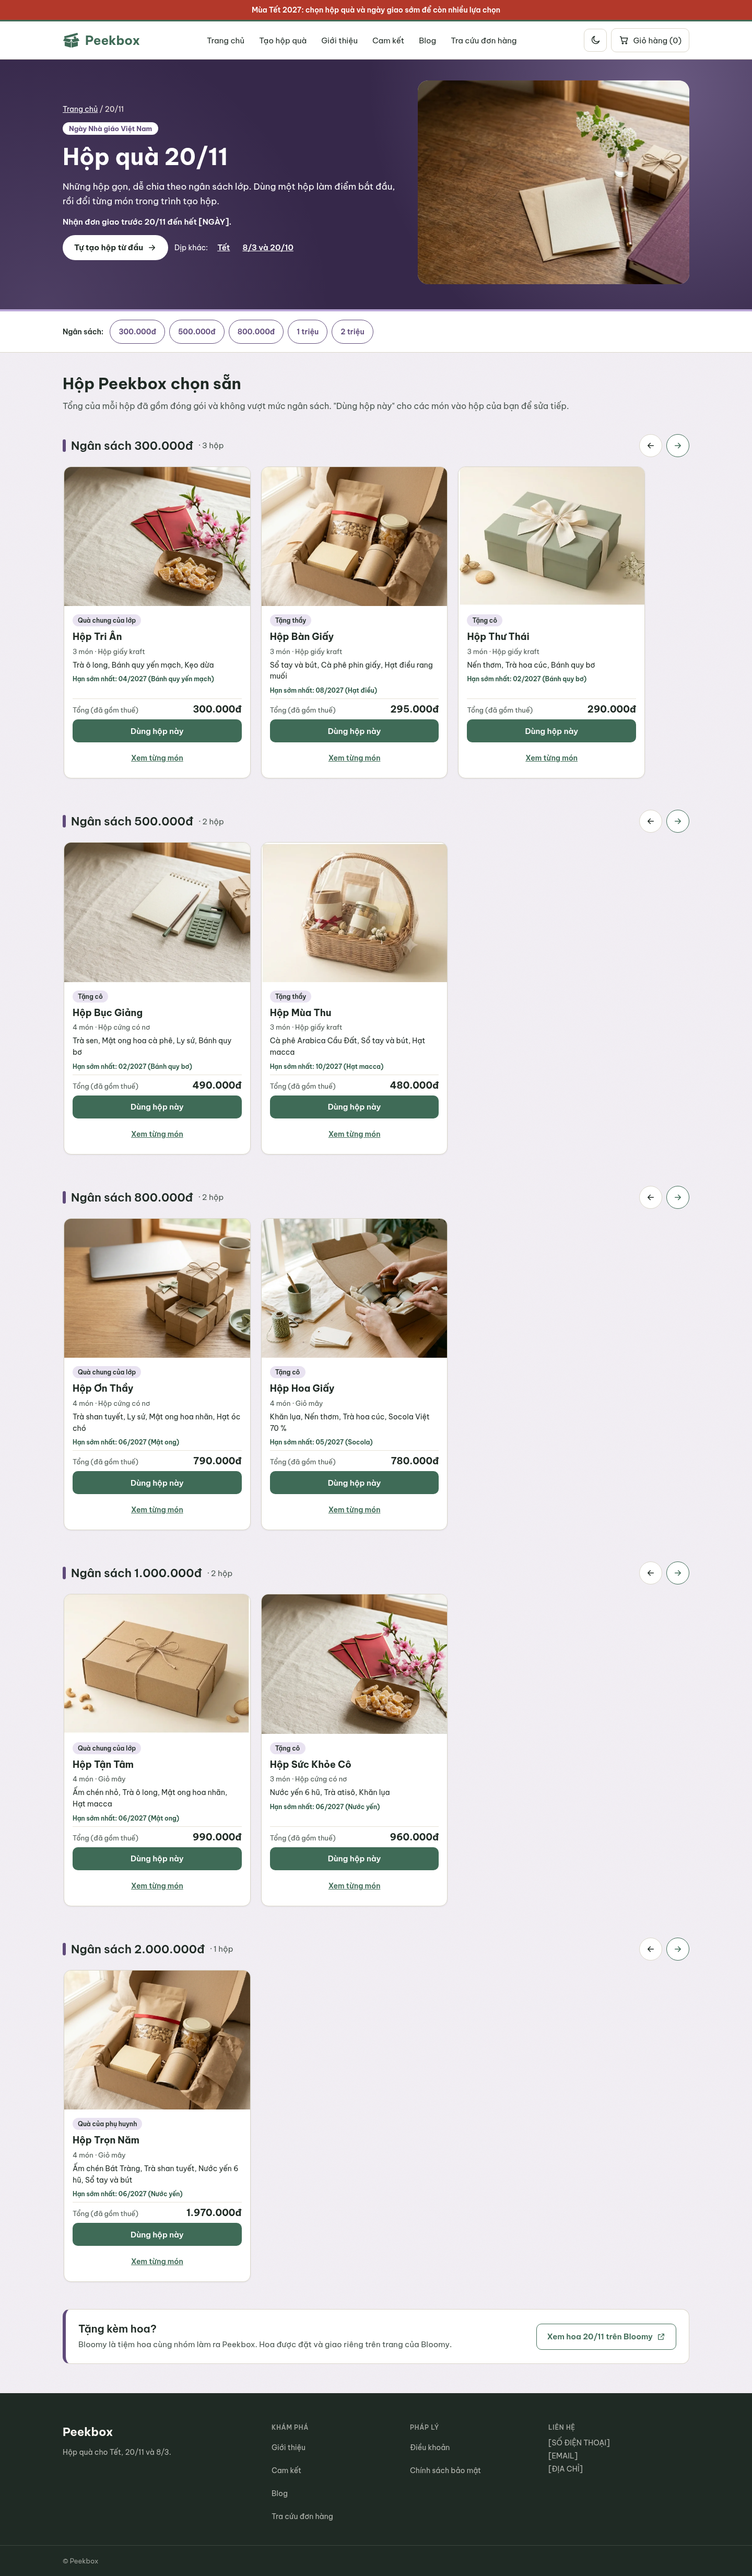 Mùa Tết 2027: chọn hộp quà và ngày giao sớm để còn nhiều lựa chọn
Peekbox
Trang chủ
Tạo hộp quà
Giới thiệu
Cam kết
Blog
Tra cứu đơn hàng
Giỏ hàng (0)
Trang chủ / 20/11
Ngày Nhà giáo Việt Nam
Hộp quà 20/11
Những hộp gọn, dễ chia theo ngân sách lớp. Dùng một hộp làm điểm bắt đầu,
rồi đổi từng món trong trình tạo hộp.
Nhận đơn giao trước 20/11 đến hết [NGÀY].
Tự tạo hộp từ đầu →
Dịp khác:
Tết
8/3 và 20/10
Ngân sách:
300.000đ
500.000đ
800.000đ
1 triệu
2 triệu
Hộp Peekbox chọn sẵn
Tổng của mỗi hộp đã gồm đóng gói và không vượt mức ngân sách. "Dùng hộp này" cho các món vào hộp của bạn để sửa tiếp.
Ngân sách 300.000đ · 3 hộp
Quà chung của lớp
Hộp Tri Ân
3 món · Hộp giấy kraft
Trà ô long, Bánh quy yến mạch, Kẹo dừa
Hạn sớm nhất: 04/2027 (Bánh quy yến mạch)
Tổng (đã gồm thuế) 300.000đ
Dùng hộp này
Xem từng món
Tặng thầy
Hộp Bàn Giấy
3 món · Hộp giấy kraft
Sổ tay và bút, Cà phê phin giấy, Hạt điều rang
muối
Hạn sớm nhất: 08/2027 (Hạt điều)
Tổng (đã gồm thuế) 295.000đ
Dùng hộp này
Xem từng món
Tặng cô
Hộp Thư Thái
3 món · Hộp giấy kraft
Nến thơm, Trà hoa cúc, Bánh quy bơ
Hạn sớm nhất: 02/2027 (Bánh quy bơ)
Tổng (đã gồm thuế) 290.000đ
Dùng hộp này
Xem từng món
Ngân sách 500.000đ · 2 hộp
Tặng cô
Hộp Bục Giảng
4 món · Hộp cứng có nơ
Trà sen, Mật ong hoa cà phê, Ly sứ, Bánh quy
bơ
Hạn sớm nhất: 02/2027 (Bánh quy bơ)
Tổng (đã gồm thuế) 490.000đ
Dùng hộp này
Xem từng món
Tặng thầy
Hộp Mùa Thu
3 món · Hộp giấy kraft
Cà phê Arabica Cầu Đất, Sổ tay và bút, Hạt
macca
Hạn sớm nhất: 10/2027 (Hạt macca)
Tổng (đã gồm thuế) 480.000đ
Dùng hộp này
Xem từng món
Ngân sách 800.000đ · 2 hộp
Quà chung của lớp
Hộp Ơn Thầy
4 món · Hộp cứng có nơ
Trà shan tuyết, Ly sứ, Mật ong hoa nhãn, Hạt óc
chó
Hạn sớm nhất: 06/2027 (Mật ong)
Tổng (đã gồm thuế) 790.000đ
Dùng hộp này
Xem từng món
Tặng cô
Hộp Hoa Giấy
4 món · Giỏ mây
Khăn lụa, Nến thơm, Trà hoa cúc, Socola Việt
70 %
Hạn sớm nhất: 05/2027 (Socola)
Tổng (đã gồm thuế) 780.000đ
Dùng hộp này
Xem từng món
Ngân sách 1.000.000đ · 2 hộp
Quà chung của lớp
Hộp Tận Tâm
4 món · Giỏ mây
Ấm chén nhỏ, Trà ô long, Mật ong hoa nhãn,
Hạt macca
Hạn sớm nhất: 06/2027 (Mật ong)
Tổng (đã gồm thuế) 990.000đ
Dùng hộp này
Xem từng món
Tặng cô
Hộp Sức Khỏe Cô
3 món · Hộp cứng có nơ
Nước yến 6 hũ, Trà atisô, Khăn lụa
Hạn sớm nhất: 06/2027 (Nước yến)
Tổng (đã gồm thuế) 960.000đ
Dùng hộp này
Xem từng món
Ngân sách 2.000.000đ · 1 hộp
Quà của phụ huynh
Hộp Trọn Năm
4 món · Giỏ mây
Ấm chén Bát Tràng, Trà shan tuyết, Nước yến 6
hũ, Sổ tay và bút
Hạn sớm nhất: 06/2027 (Nước yến)
Tổng (đã gồm thuế) 1.970.000đ
Dùng hộp này
Xem từng món
Tặng kèm hoa?
Bloomy là tiệm hoa cùng nhóm làm ra Peekbox. Hoa được đặt và giao riêng trên trang của Bloomy.
Xem hoa 20/11 trên Bloomy
Peekbox
Hộp quà cho Tết, 20/11 và 8/3.
KHÁM PHÁ
Giới thiệu
Cam kết
Blog
Tra cứu đơn hàng
PHÁP LÝ
Điều khoản
Chính sách bảo mật
LIÊN HỆ
[SỐ ĐIỆN THOẠI]
[EMAIL]
[ĐỊA CHỈ]
© Peekbox